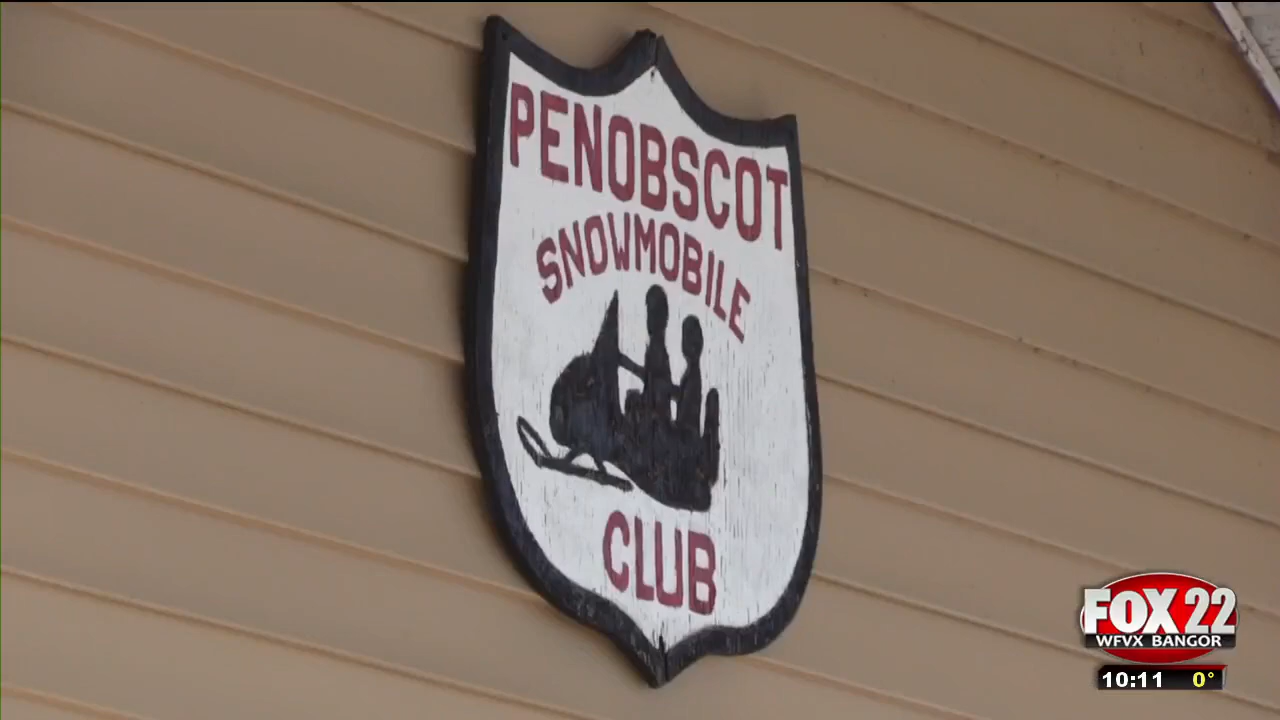 PENOBSCOT
SNOWMOBILE
CLUB
FOX 22
WFVX BANGOR
10:11 0°